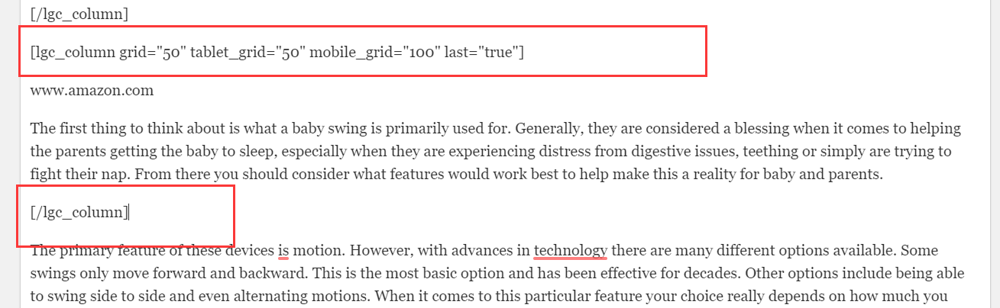 [/lgc_column]
[lgc_column grid="50" tablet_grid="50" mobile_grid="100" last="true"]
www.amazon.com
The first thing to think about is what a baby swing is primarily used for. Generally, they are considered a blessing when it comes to helping
the parents getting the baby to sleep, especially when they are experiencing distress from digestive issues, teething or simply are trying to
fight their nap. From there you should consider what features would work best to help make this a reality for baby and parents.
[/lgc_column]
The primary feature of these devices is motion. However, with advances in technology there are many different options available. Some
swings only move forward and backward. This is the most basic option and has been effective for decades. Other options include being able
to swing side to side and even alternating motions. When it comes to this particular feature your choice really depends on how much you